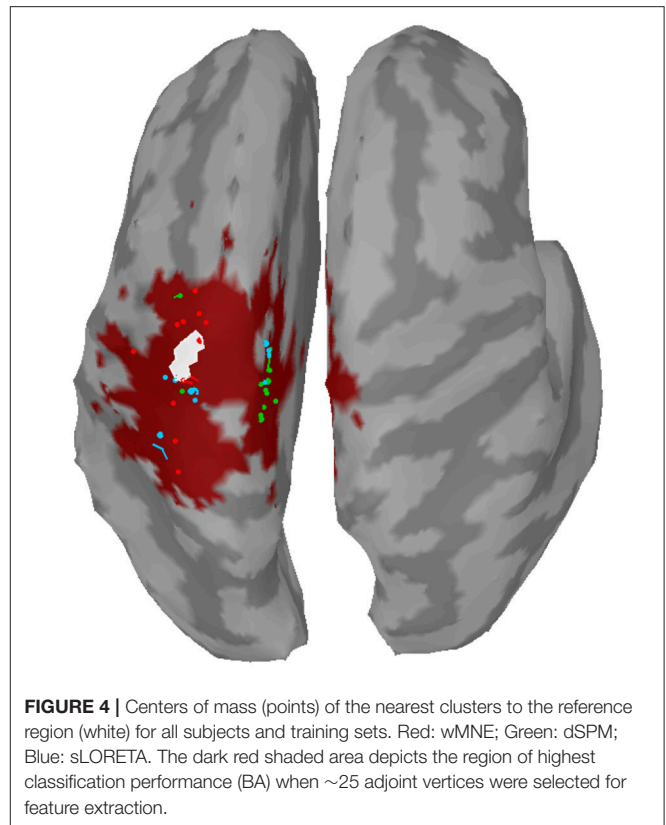 FIGURE 4 | Centers of mass (points) of the nearest clusters to the reference
region (white) for all subjects and training sets. Red: wMNE; Green: dSPM;
Blue: sLORETA. The dark red shaded area depicts the region of highest
classification performance (BA) when ∼25 adjoint vertices were selected for
feature extraction.